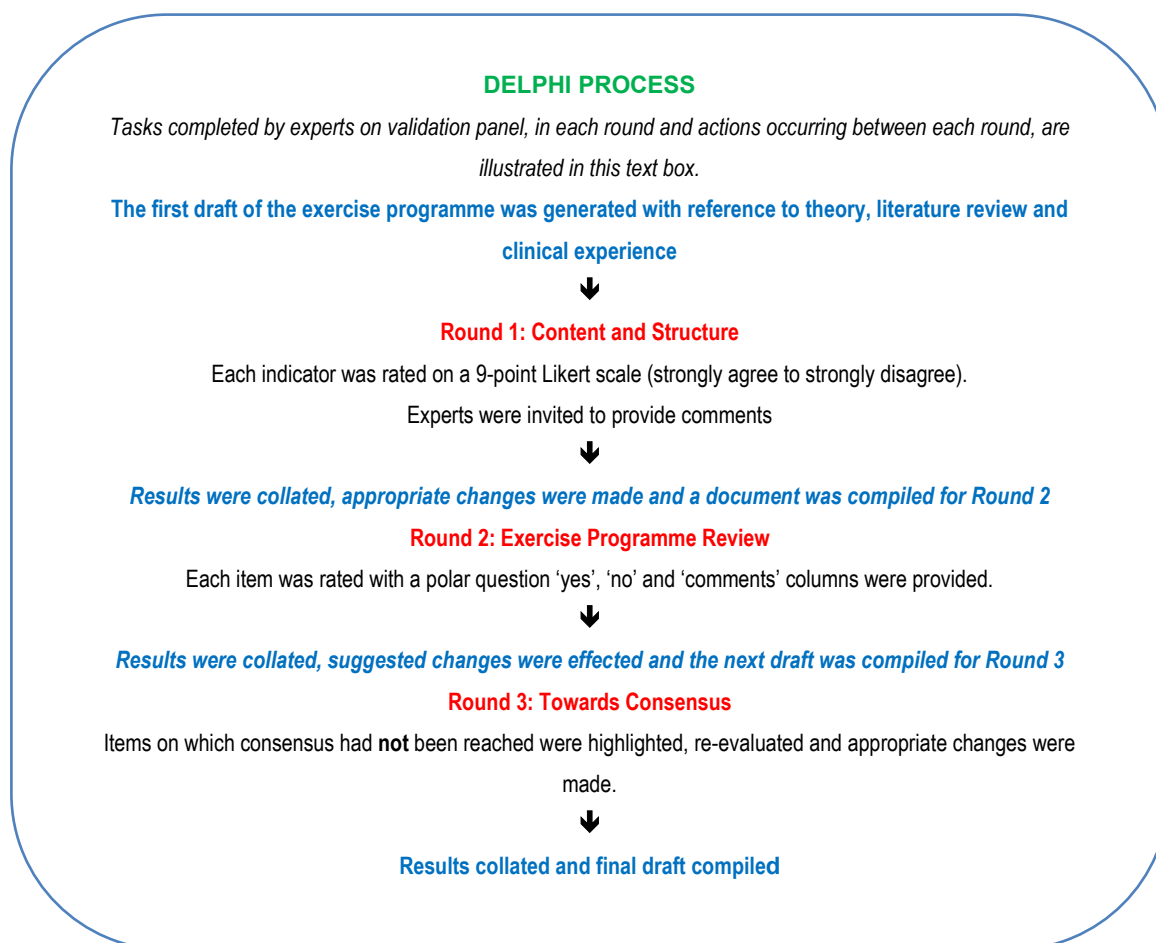 DELPHI PROCESS
Tasks completed by experts on validation panel, in each round and actions occurring between each round, are
illustrated in this text box.
The first draft of the exercise programme was generated with reference to theory, literature review and
clinical experience
Round 1: Content and Structure
Each indicator was rated on a 9-point Likert scale (strongly agree to strongly disagree).
Experts were invited to provide comments
Results were collated, appropriate changes were made and a document was compiled for Round 2
Round 2: Exercise Programme Review
Each item was rated with a polar question ‘yes’, ‘no’ and ‘comments’ columns were provided.
Results were collated, suggested changes were effected and the next draft was compiled for Round 3
Round 3: Towards Consensus
Items on which consensus had not been reached were highlighted, re-evaluated and appropriate changes were
made.
Results collated and final draft compiled